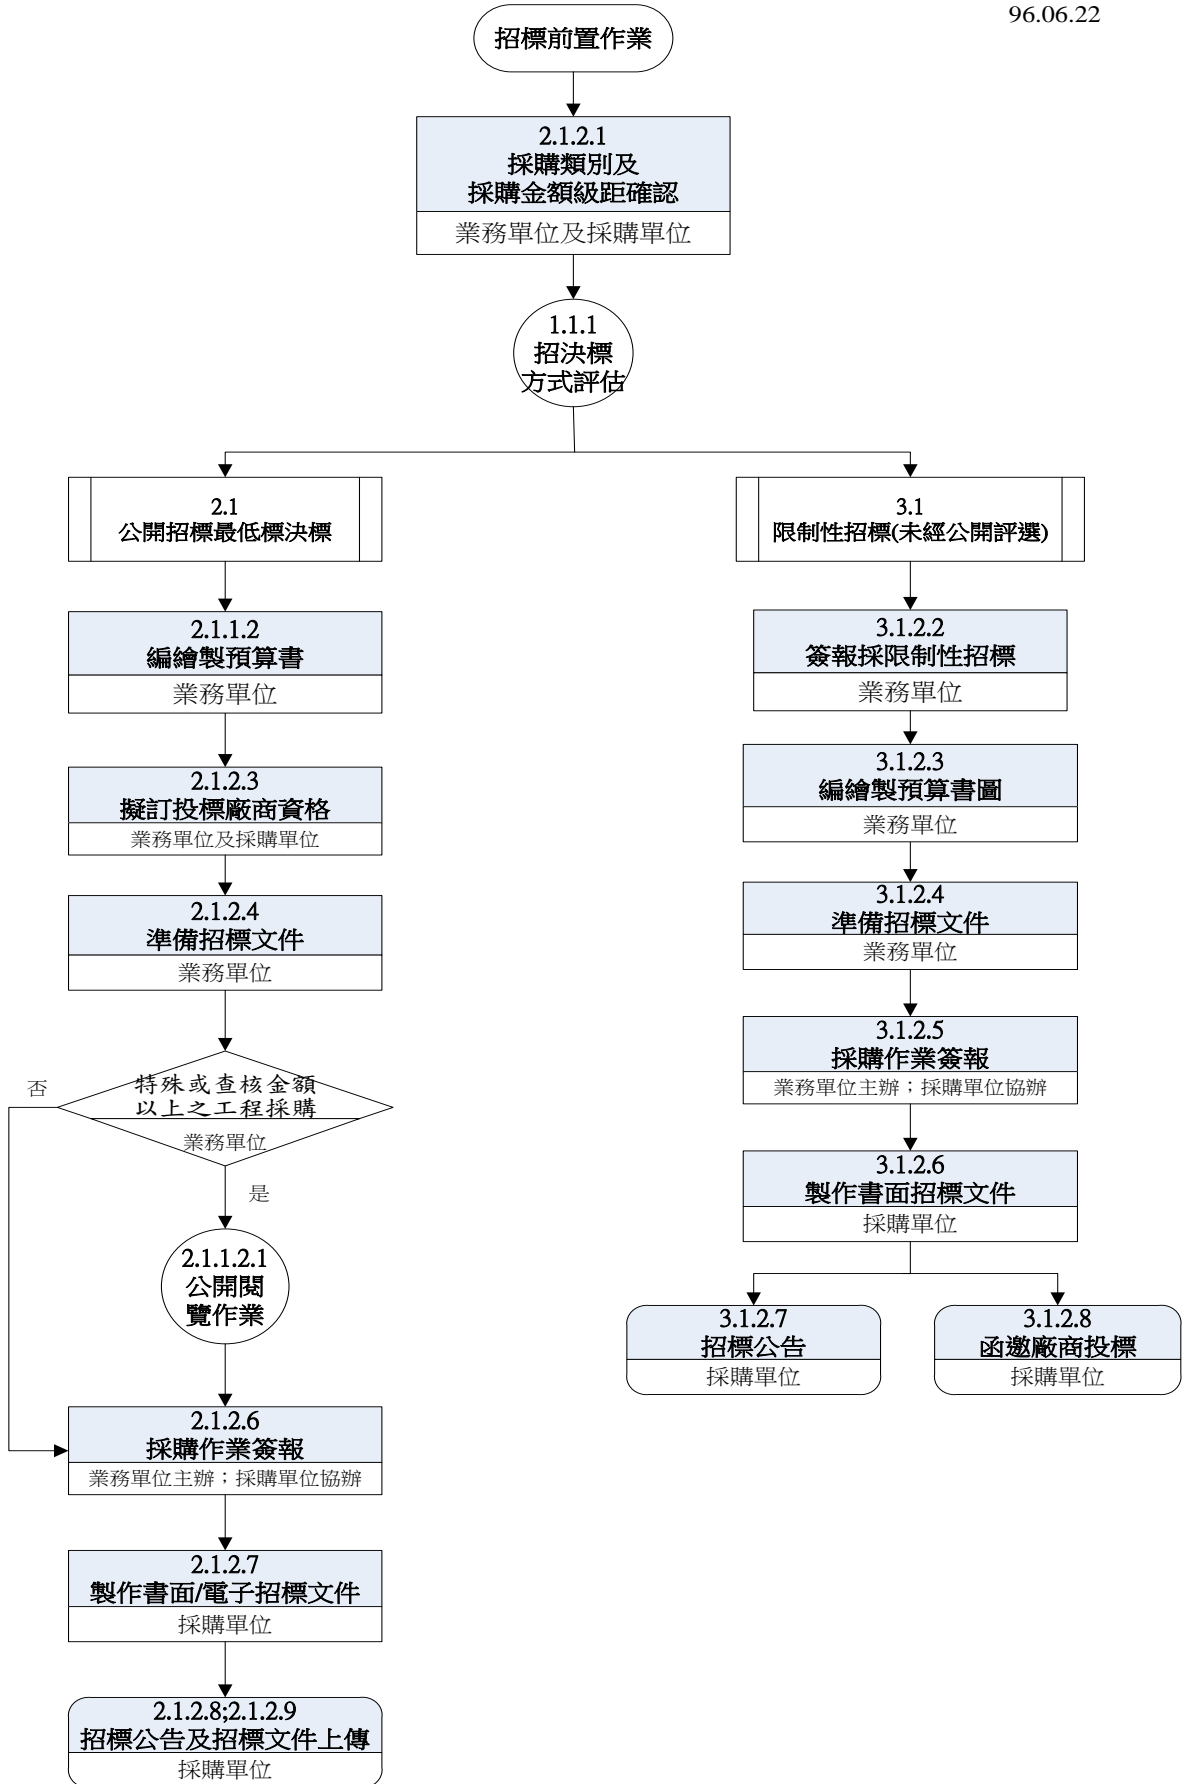 96.06.22
招標前置作業
2.1.2.1
採購類別及
採購金額級距確認
業務單位及採購單位
1.1.1
招決標
方式評估
2.1
公開招標最低標決標
2.1.1.2
編繪製預算書
業務單位
2.1.2.3
擬訂投標廠商資格
業務單位及採購單位
2.1.2.4
準備招標文件
業務單位
特殊或查核金額
以上之工程採購
業務單位
否
是
2.1.1.2.1
公開閱
覽作業
2.1.2.6
採購作業簽報
業務單位主辦；採購單位協辦
2.1.2.7
製作書面/電子招標文件
採購單位
2.1.2.8;2.1.2.9
招標公告及招標文件上傳
採購單位
3.1
限制性招標(未經公開評選)
3.1.2.2
簽報採限制性招標
業務單位
3.1.2.3
編繪製預算書圖
業務單位
3.1.2.4
準備招標文件
業務單位
3.1.2.5
採購作業簽報
業務單位主辦；採購單位協辦
3.1.2.6
製作書面招標文件
採購單位
3.1.2.7
招標公告
採購單位
3.1.2.8
函邀廠商投標
採購單位